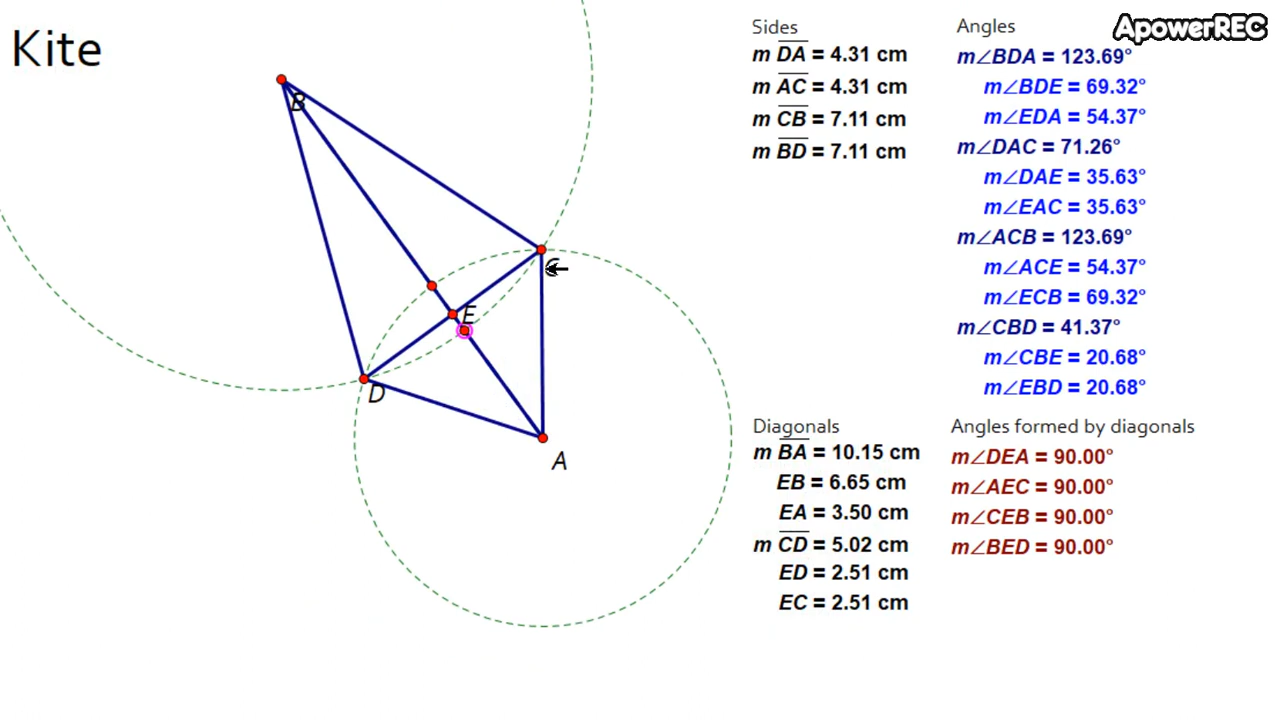 Kite
ApowerREC
B
C
E
D
A
Sides
m DA = 4.31 cm
m AC = 4.31 cm
m CB = 7.11 cm
m BD = 7.11 cm
Angles
m∠BDA = 123.69°
m∠BDE = 69.32°
m∠EDA = 54.37°
m∠DAC = 71.26°
m∠DAE = 35.63°
m∠EAC = 35.63°
m∠ACB = 123.69°
m∠ACE = 54.37°
m∠ECB = 69.32°
m∠CBD = 41.37°
m∠CBE = 20.68°
m∠EBD = 20.68°
Diagonals
m BA = 10.15 cm
EB = 6.65 cm
EA = 3.50 cm
m CD = 5.02 cm
ED = 2.51 cm
EC = 2.51 cm
Angles formed by diagonals
m∠DEA = 90.00°
m∠AEC = 90.00°
m∠CEB = 90.00°
m∠BED = 90.00°